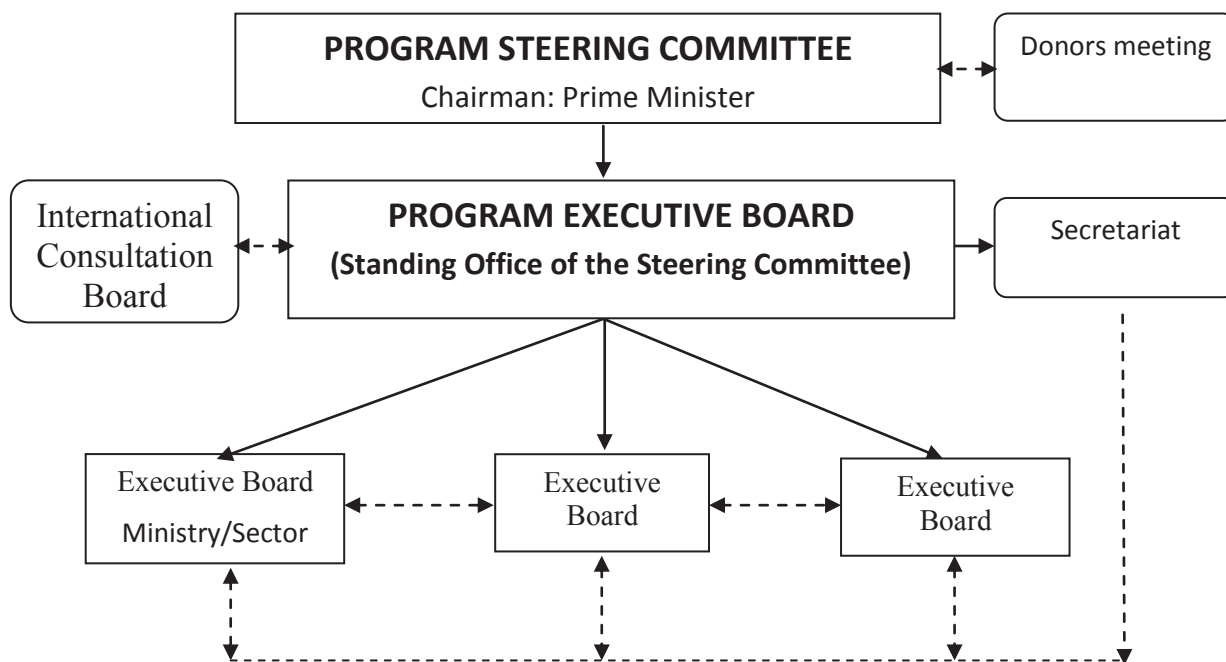 PROGRAM STEERING COMMITTEE
Chairman: Prime Minister
Donors meeting
International
Consultation
Board
PROGRAM EXECUTIVE BOARD
(Standing Office of the Steering Committee)
Secretariat
Executive Board
Ministry/Sector
Executive
Board
Executive
Board